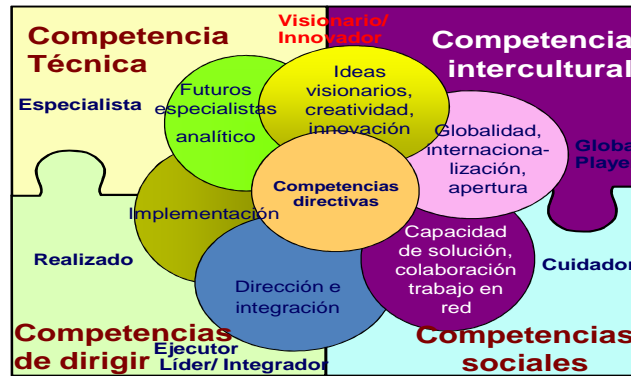 Visionario/
Innovador
Competencia
Técnica
Especialista
Futuros
especialistas
analítico
Ideas
visionarios,
creatividad,
innovación
Competencia
intercultural
Globalidad,
internaciona-
lización,
apertura
Global
Player
Competencias
directivas
Implementación
Realizado
Dirección e
integración
Capacidad
de solución,
colaboración
trabajo en
red
Cuidador
Competencias
de dirigir
Ejecutor
Líder/ Integrador
Competencias
sociales